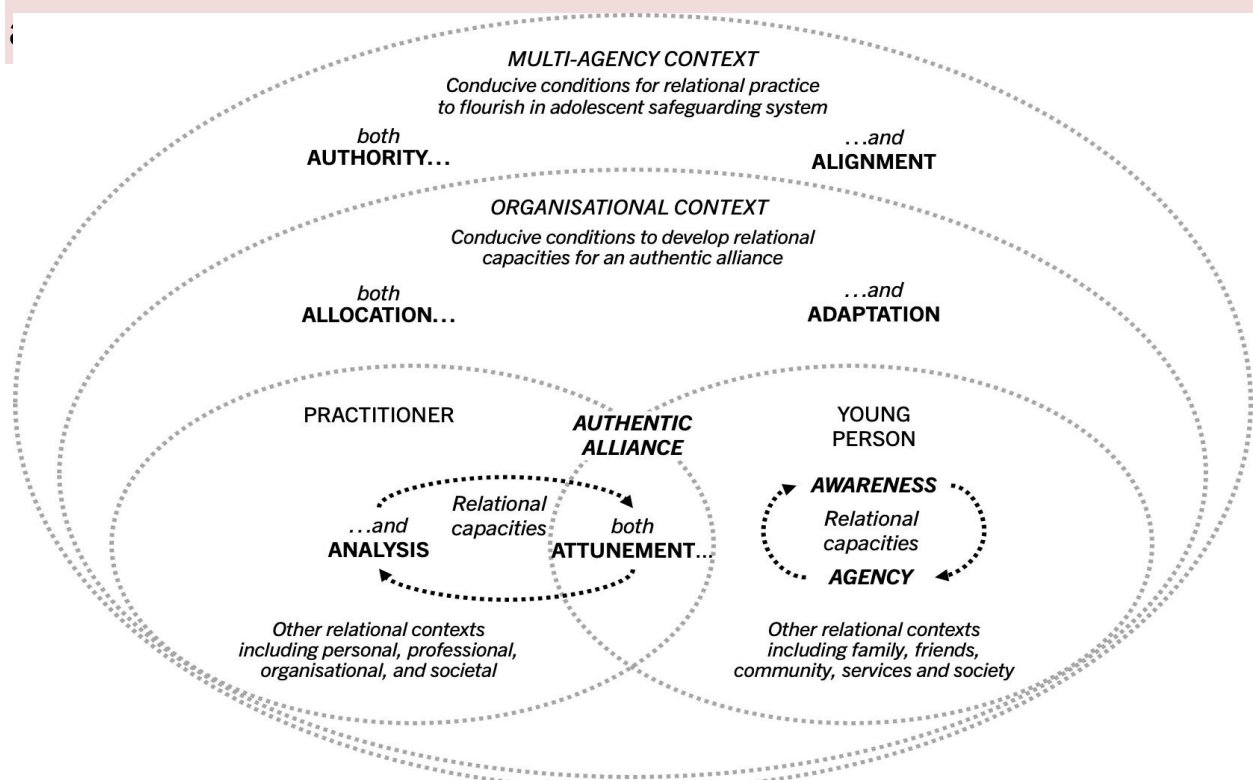 MULTI-AGENCY CONTEXT
Conducive conditions for relational practice
to flourish in adolescent safeguarding system
both
AUTHORITY...
...and
ALIGNMENT
ORGANISATIONAL CONTEXT
Conducive conditions to develop relational
capacities for an authentic alliance
both
ALLOCATION...
...and
ADAPTATION
PRACTITIONER
AUTHENTIC
ALLIANCE
YOUNG
PERSON
Relational
capacities
...and
ANALYSIS
both
ATTUNEMENT...
AWARENESS
Relational
capacities
AGENCY
Other relational contexts
including personal, professional,
organisational, and societal
Other relational contexts
including family, friends,
community, services and society